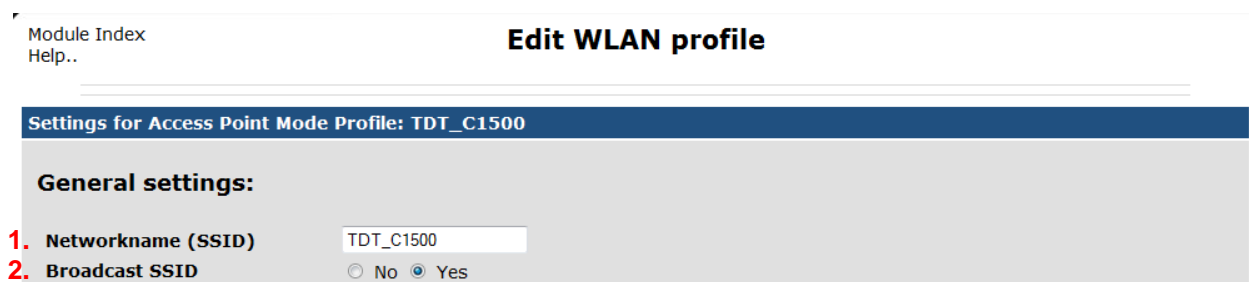 Module Index
Help..
Edit WLAN profile
Settings for Access Point Mode Profile: TDT_C1500
General settings:
1. Networkname (SSID) TDT_C1500
2. Broadcast SSID No Yes